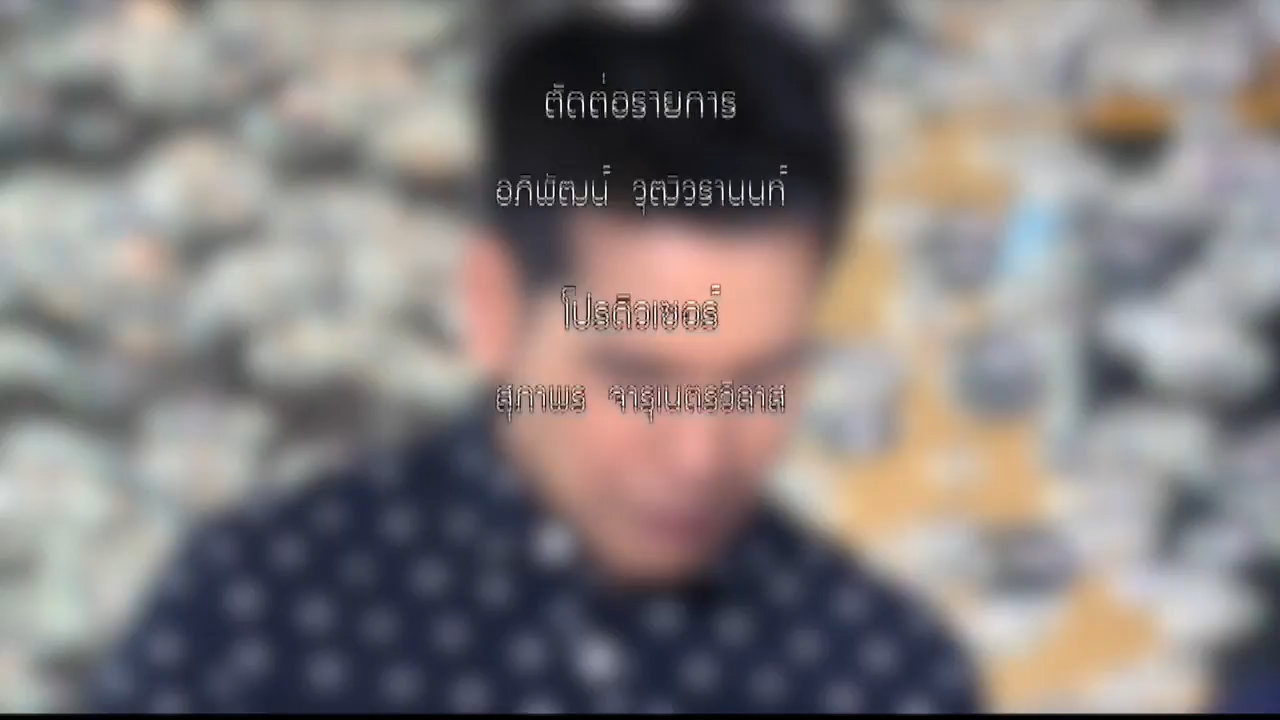 ตัดต่อรายการ
อภิพัฒน์ วุฒิวรานนท์
โปรดิวเซอร์
สุภาพร จารุเนตรวิลาส